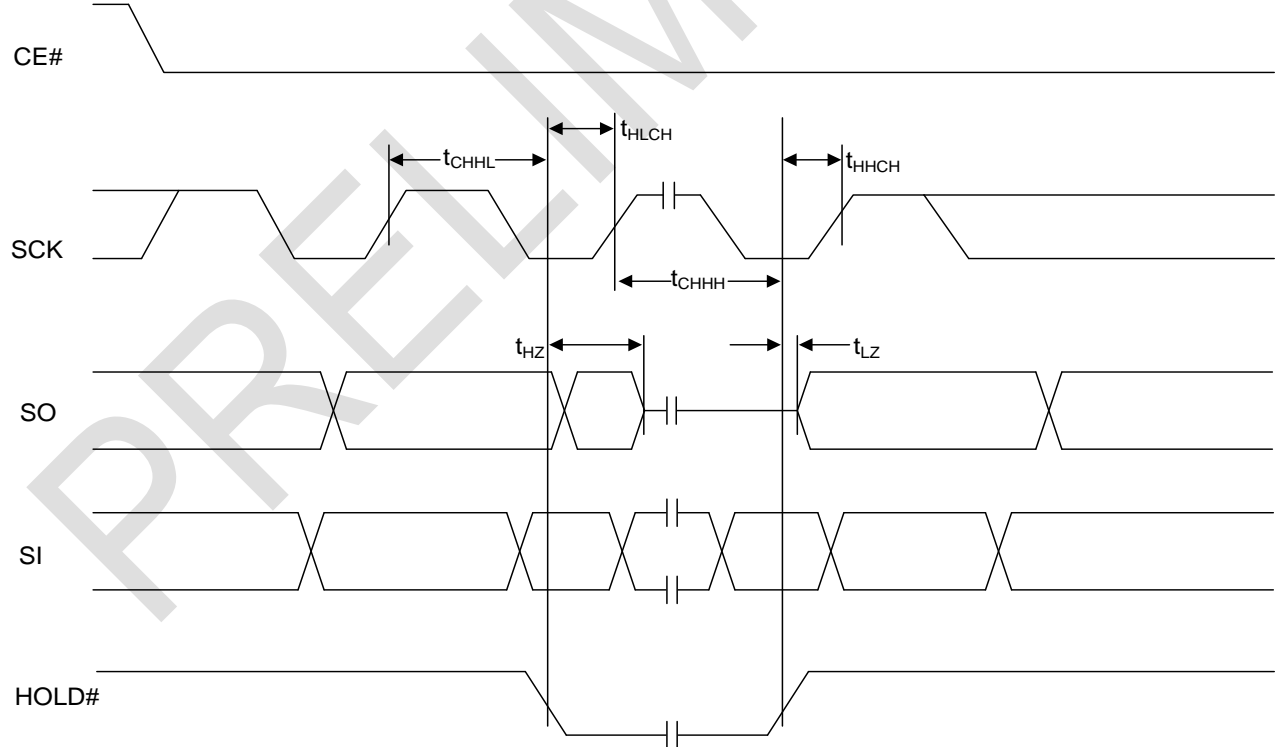 CE#
tHLCH
tCHHL
tHHCH
SCK
tCHHH
tHZ
tLZ
SO
SI
HOLD#
PRELIM